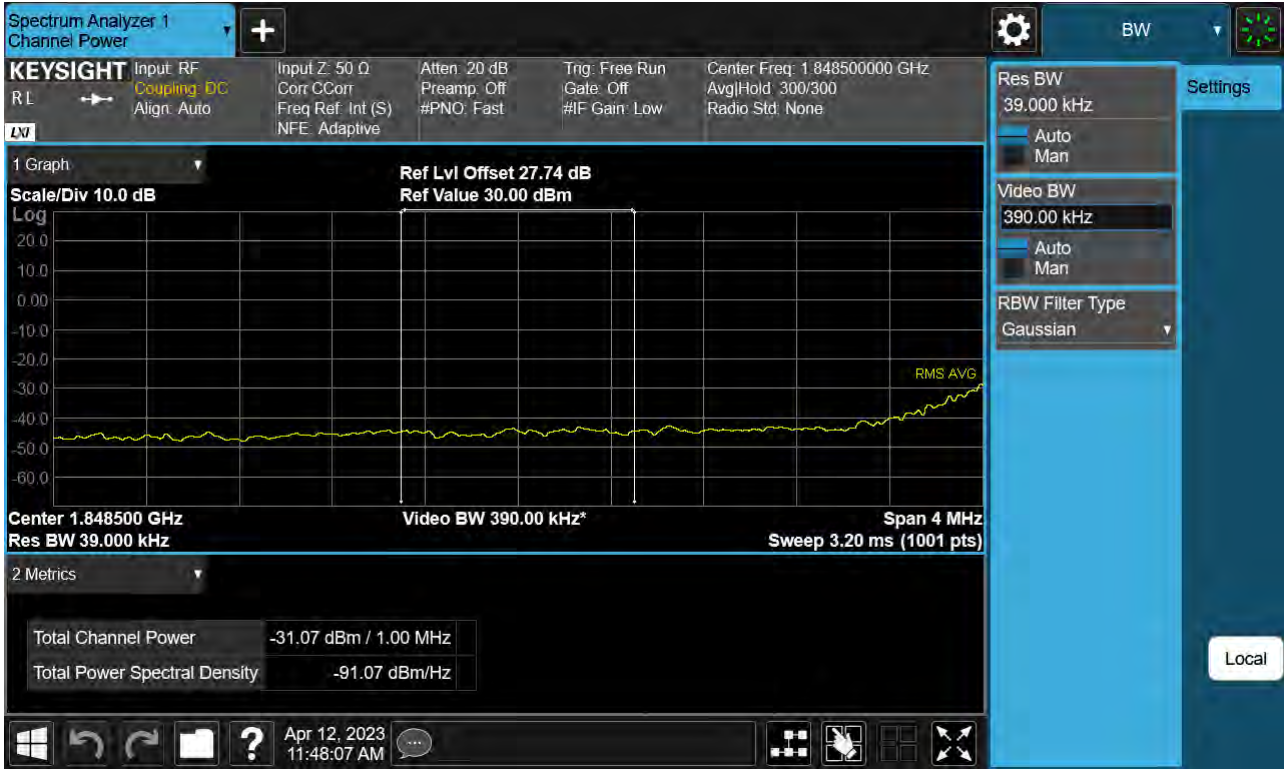 Spectrum Analyzer 1
Channel Power
BW
KEYSIGHT
RL
LXI
Input: RF
Coupling: DC
Align: Auto
Input Z: 50 Ω
Corr CCorr
Freq Ref: Int (S)
NFE: Adaptive
Atten: 20 dB
Preamp: Off
#PNO: Fast
Trig: Free Run
Gate: Off
#IF Gain: Low
Center Freq: 1.848500000 GHz
Avg|Hold: 300/300
Radio Std: None
1 Graph
Scale/Div 10.0 dB
Ref Lvl Offset 27.74 dB
Ref Value 30.00 dBm
Log
20.0
10.0
0.00
-10.0
-20.0
-30.0
-40.0
-50.0
-60.0
RMS AVG
Center 1.848500 GHz
Res BW 39.000 kHz
Video BW 390.00 kHz*
Span 4 MHz
Sweep 3.20 ms (1001 pts)
2 Metrics
Total Channel Power -31.07 dBm / 1.00 MHz
Total Power Spectral Density -91.07 dBm/Hz
Res BW
39.000 kHz
Auto
Man
Video BW
390.00 kHz
Auto
Man
RBW Filter Type
Gaussian
Settings
Local
?
Apr 12, 2023
11:48:07 AM